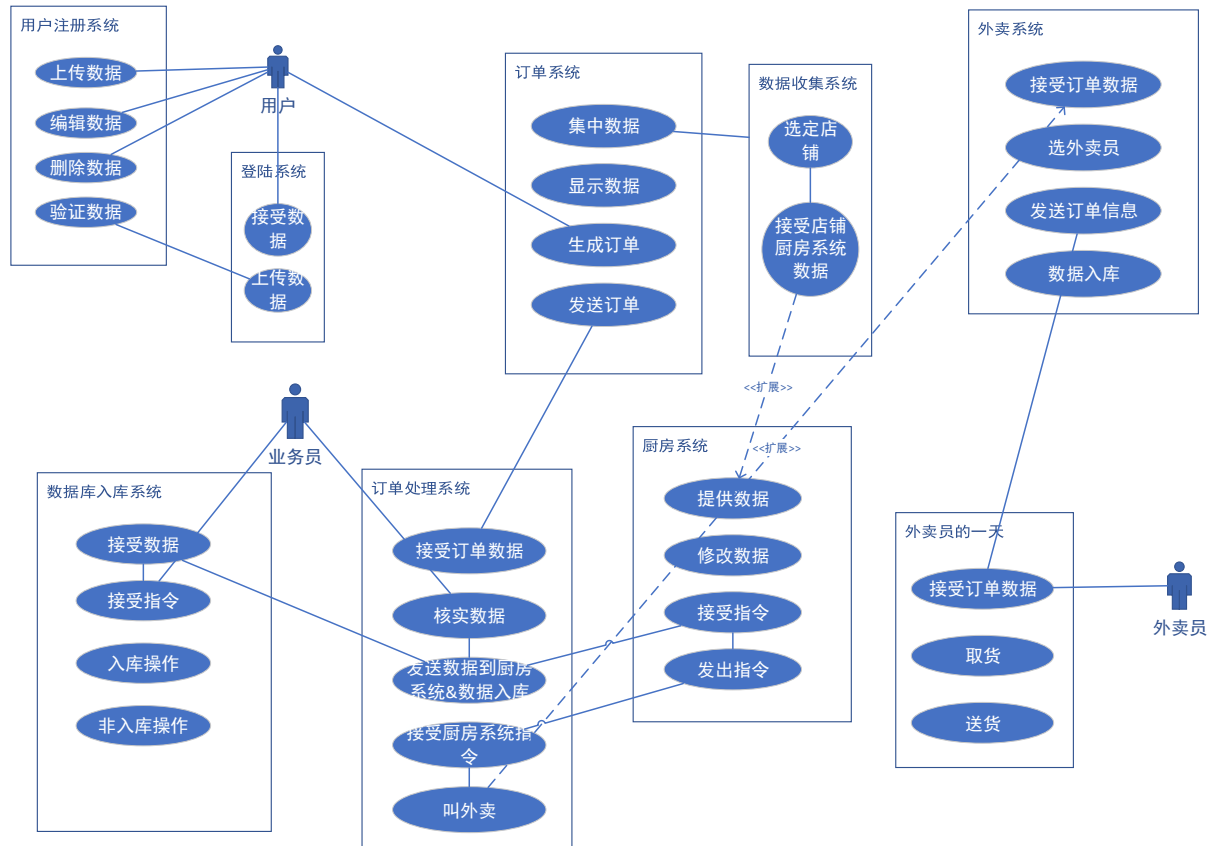 用户注册系统
上传数据
编辑数据
删除数据
验证数据
用户
登陆系统
接受数
据
上传数
据
订单系统
集中数据
显示数据
生成订单
发送订单
数据收集系统
选定店
铺
接受店铺
厨房系统
数据
外卖系统
接受订单数据
选外卖员
发送订单信息
数据入库
<<扩展>>
<<扩展>>
业务员
数据库入库系统
接受数据
接受指令
入库操作
非入库操作
订单处理系统
接受订单数据
核实数据
发送数据到厨房
系统&数据入库
接受厨房系统指
令
叫外卖
厨房系统
提供数据
修改数据
接受指令
发出指令
外卖员的一天
接受订单数据
取货
送货
外卖员